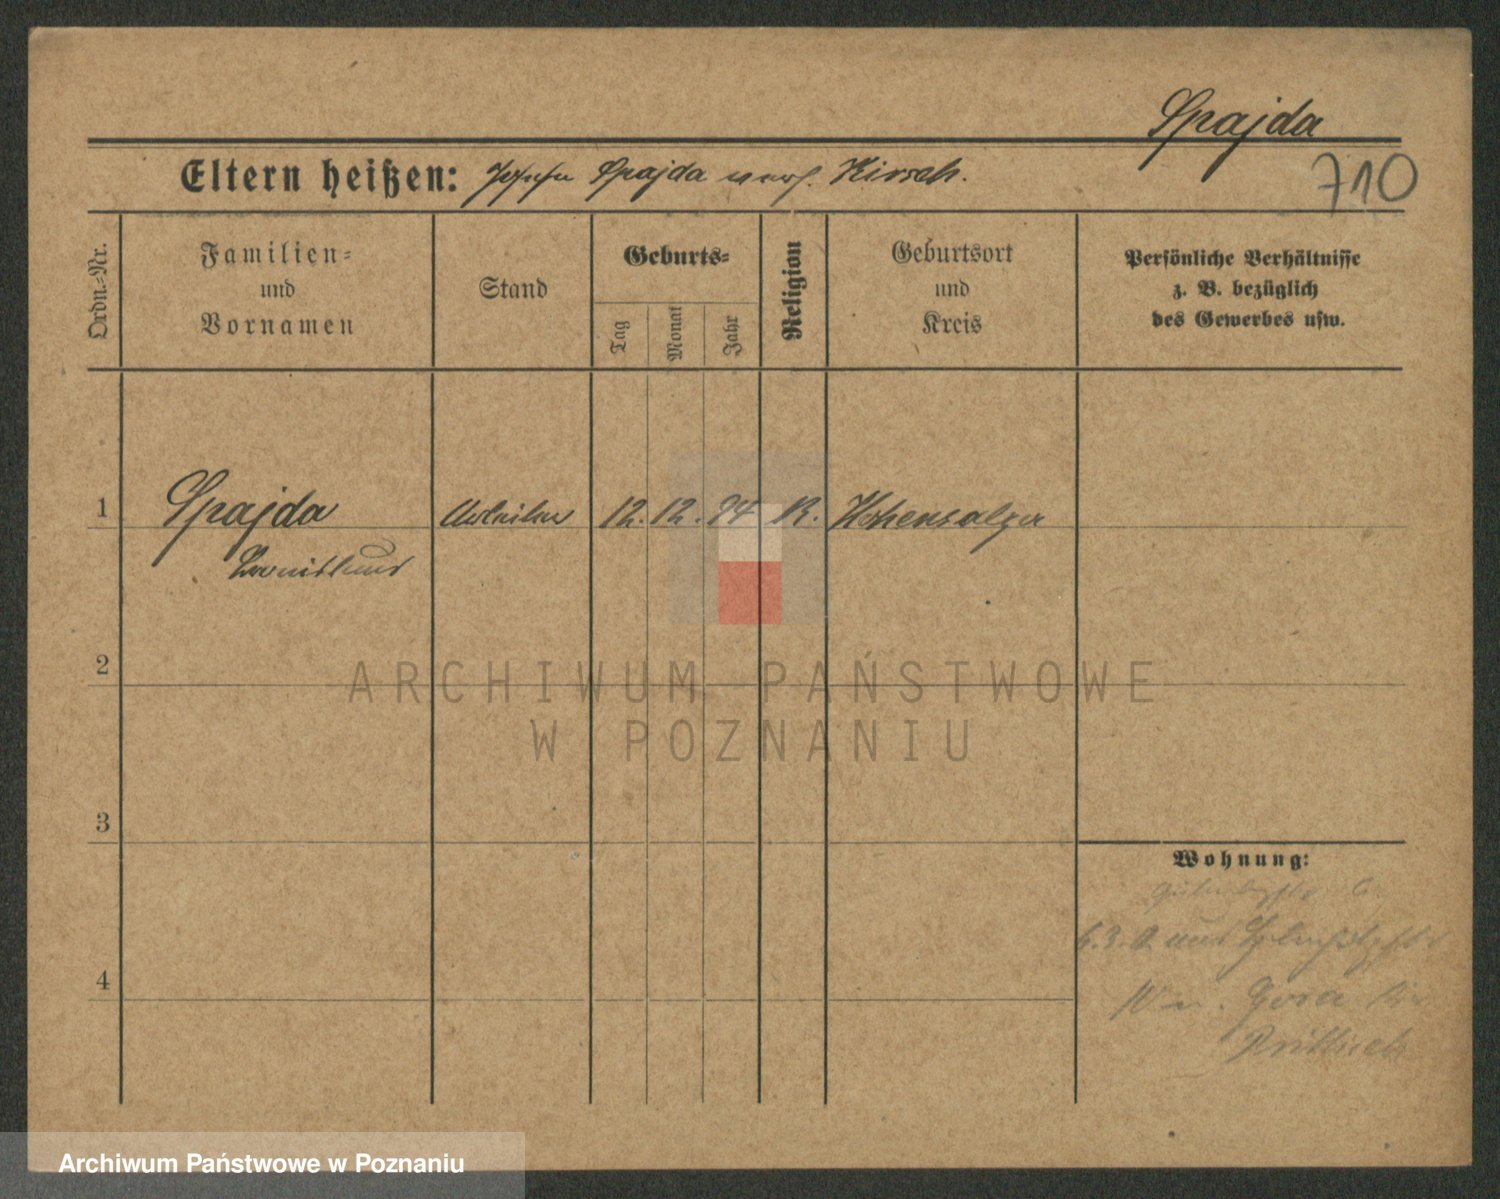 Spajda
710
Eltern heißen: Spajda Hirsch.
Ordn.-Nr.
Familien-
und
Vornamen
Stand
Geburts-
Tag
Monat
Jahr
Religion
Geburtsort
und
Kreis
Persönliche Verhältnisse
z. B. bezüglich
des Gewerbes usw.
1 Spajda Arbeiter 12. 12. 94 K. Hohensalza
2
3
4
Wohnung:
Gora
ARCHIWUM PAŃSTWOWE
W POZNANIU
Archiwum Państwowe w Poznaniu